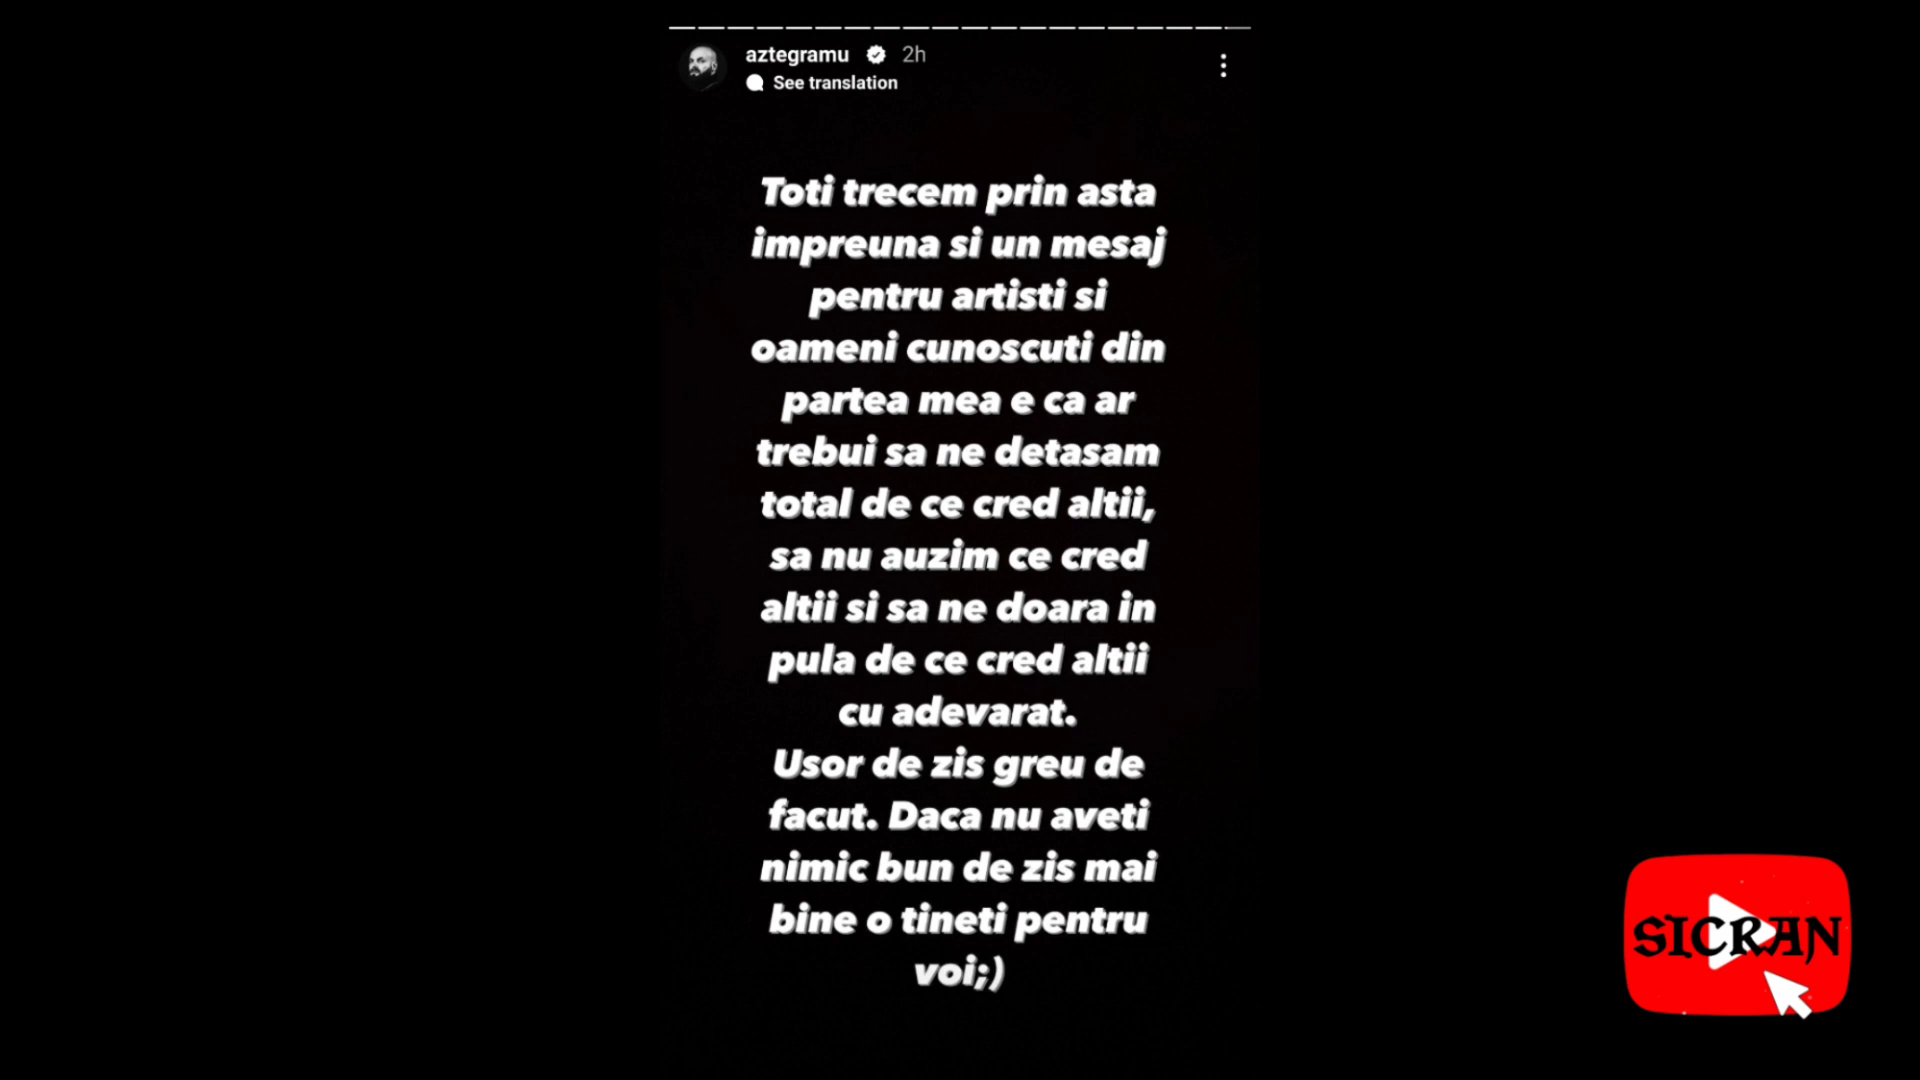 aztegramu 2h
See translation
Toti trecem prin asta
impreuna si un mesaj
pentru artisti si
oameni cunoscuti din
partea mea e ca ar
trebui sa ne detasam
total de ce cred altii,
sa nu auzim ce cred
altii si sa ne doara in
pula de ce cred altii
cu adevarat.
Usor de zis greu de
facut. Daca nu aveti
nimic bun de zis mai
bine o tineti pentru
voi;)
SICRAN